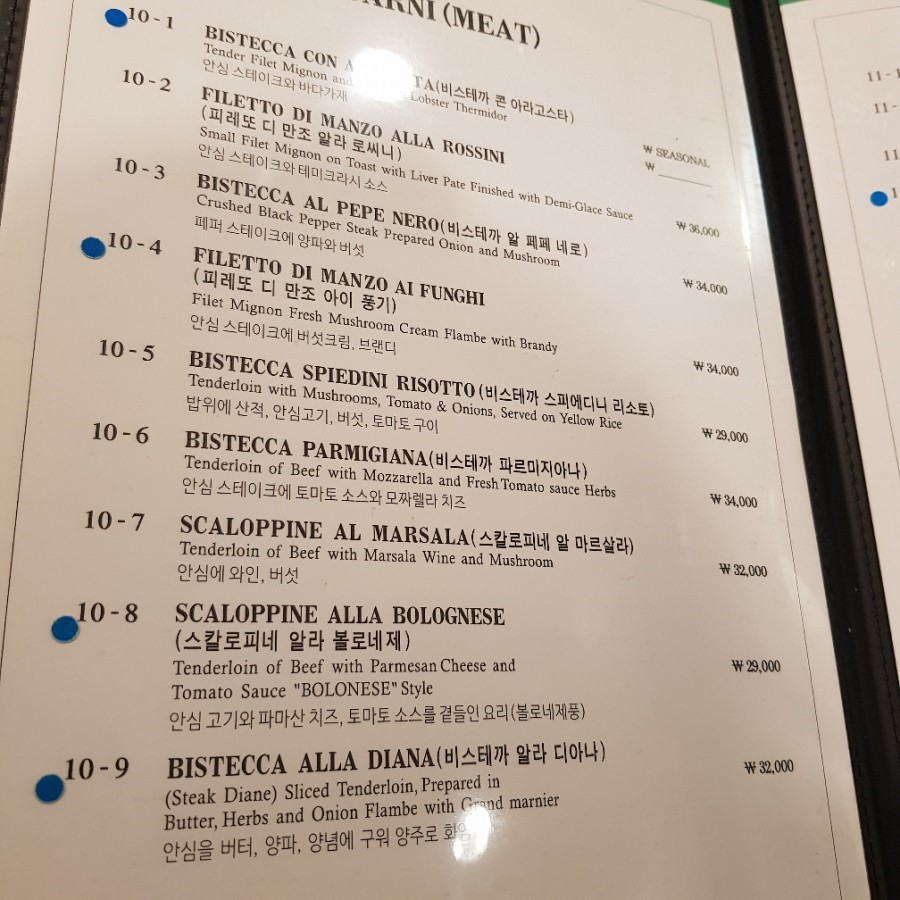 (MEAT)
10-1
BISTECCA CON TA(비스테까 콘 아라고스타)
Tender Filet Mignon and Lobster Thermidor
안심 스테이크와 바다가재
₩ SEASONAL
₩
10-2
FILETTO DI MANZO ALLA ROSSINI
(피레또 디 만조 알라 로씨니)
Small Filet Mignon on Toast with Liver Pate Finished with Demi-Glace Sauce
안심 스테이크와 테미크라시 소스
₩ 36,000
10-3
BISTECCA AL PEPE NERO(비스테까 알 페페 네로)
Crushed Black Pepper Steak Prepared Onion and Mushroom
페퍼 스테이크에 양파와 버섯
₩ 34,000
10-4
FILETTO DI MANZO AI FUNGHI
(피레또 디 만조 아이 풍기)
Filet Mignon Fresh Mushroom Cream Flambe with Brandy
안심 스테이크에 버섯크림, 브랜디
₩ 34,000
10-5
BISTECCA SPIEDINI RISOTTO(비스테까 스피에디니 리소토)
Tenderloin with Mushrooms, Tomato & Onions, Served on Yellow Rice
밥위에 산적, 안심고기, 버섯, 토마토 구이
₩ 29,000
10-6
BISTECCA PARMIGIANA(비스테까 파르미지아나)
Tenderloin of Beef with Mozzarella and Fresh Tomato sauce Herbs
안심 스테이크에 토마토 소스와 모짜렐라 치즈
₩ 34,000
10-7
SCALOPPINE AL MARSALA(스칼로피네 알 마르살라)
Tenderloin of Beef with Marsala Wine and Mushroom
안심에 와인, 버섯
₩ 32,000
10-8
SCALOPPINE ALLA BOLOGNESE
(스칼로피네 알라 볼로네제)
Tenderloin of Beef with Parmesan Cheese and
Tomato Sauce "BOLONESE" Style
안심 고기와 파마산 치즈, 토마토 소스를 곁들인 요리(볼로네제풍)
₩ 29,000
10-9
BISTECCA ALLA DIANA(비스테까 알라 디아나)
(Steak Diane) Sliced Tenderloin, Prepared in
Butter, Herbs and Onion Flambe with Grand marnier
안심을 버터, 양파, 양념에 구워 양주로
₩ 32,000
11-
11